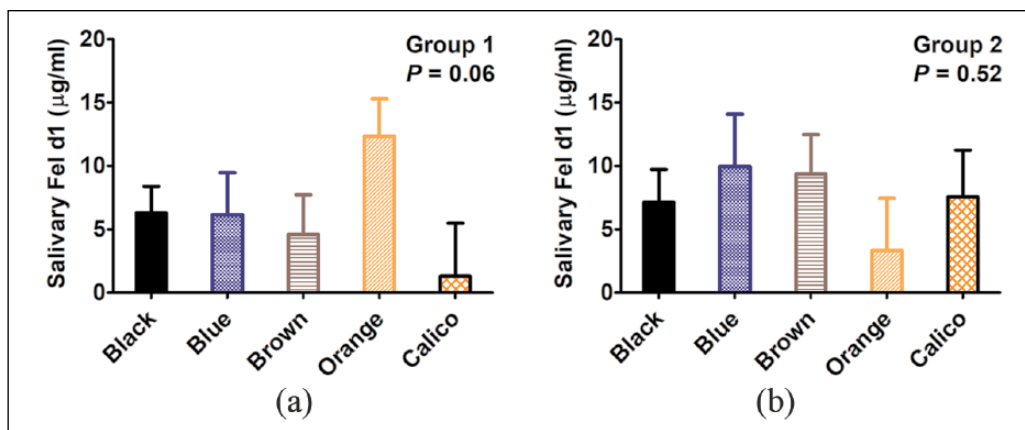 Salivary Fel d1 (µg/ml)
20
15
10
5
0
Group 1
P = 0.06
Black
Blue
Brown
Orange
Calico
(a)
Salivary Fel d1 (µg/ml)
20
15
10
5
0
Group 2
P = 0.52
Black
Blue
Brown
Orange
Calico
(b)